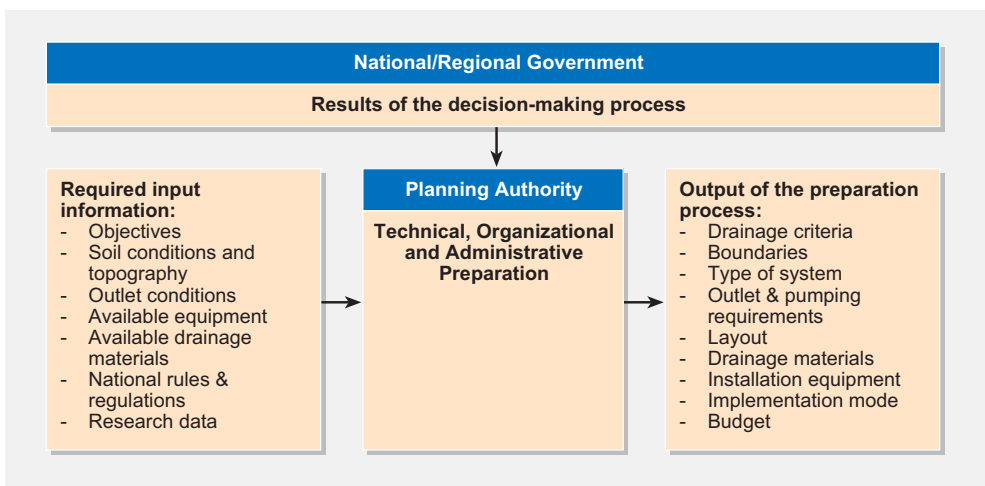 National/Regional Government
Results of the decision-making process
Required input
information:
- Objectives
- Soil conditions and
topography
- Outlet conditions
- Available equipment
- Available drainage
materials
- National rules &
regulations
- Research data
Planning Authority
Technical, Organizational
and Administrative
Preparation
Output of the preparation
process:
- Drainage criteria
- Boundaries
- Type of system
- Outlet & pumping
requirements
- Layout
- Drainage materials
- Installation equipment
- Implementation mode
- Budget